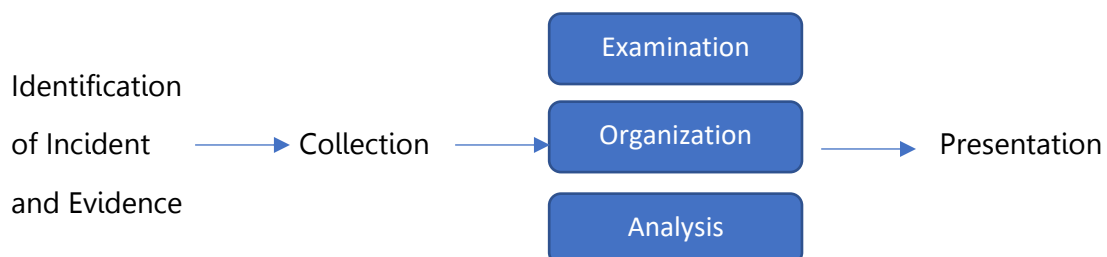 Identification
of Incident
and Evidence
Collection
Examination
Organization
Analysis
Presentation